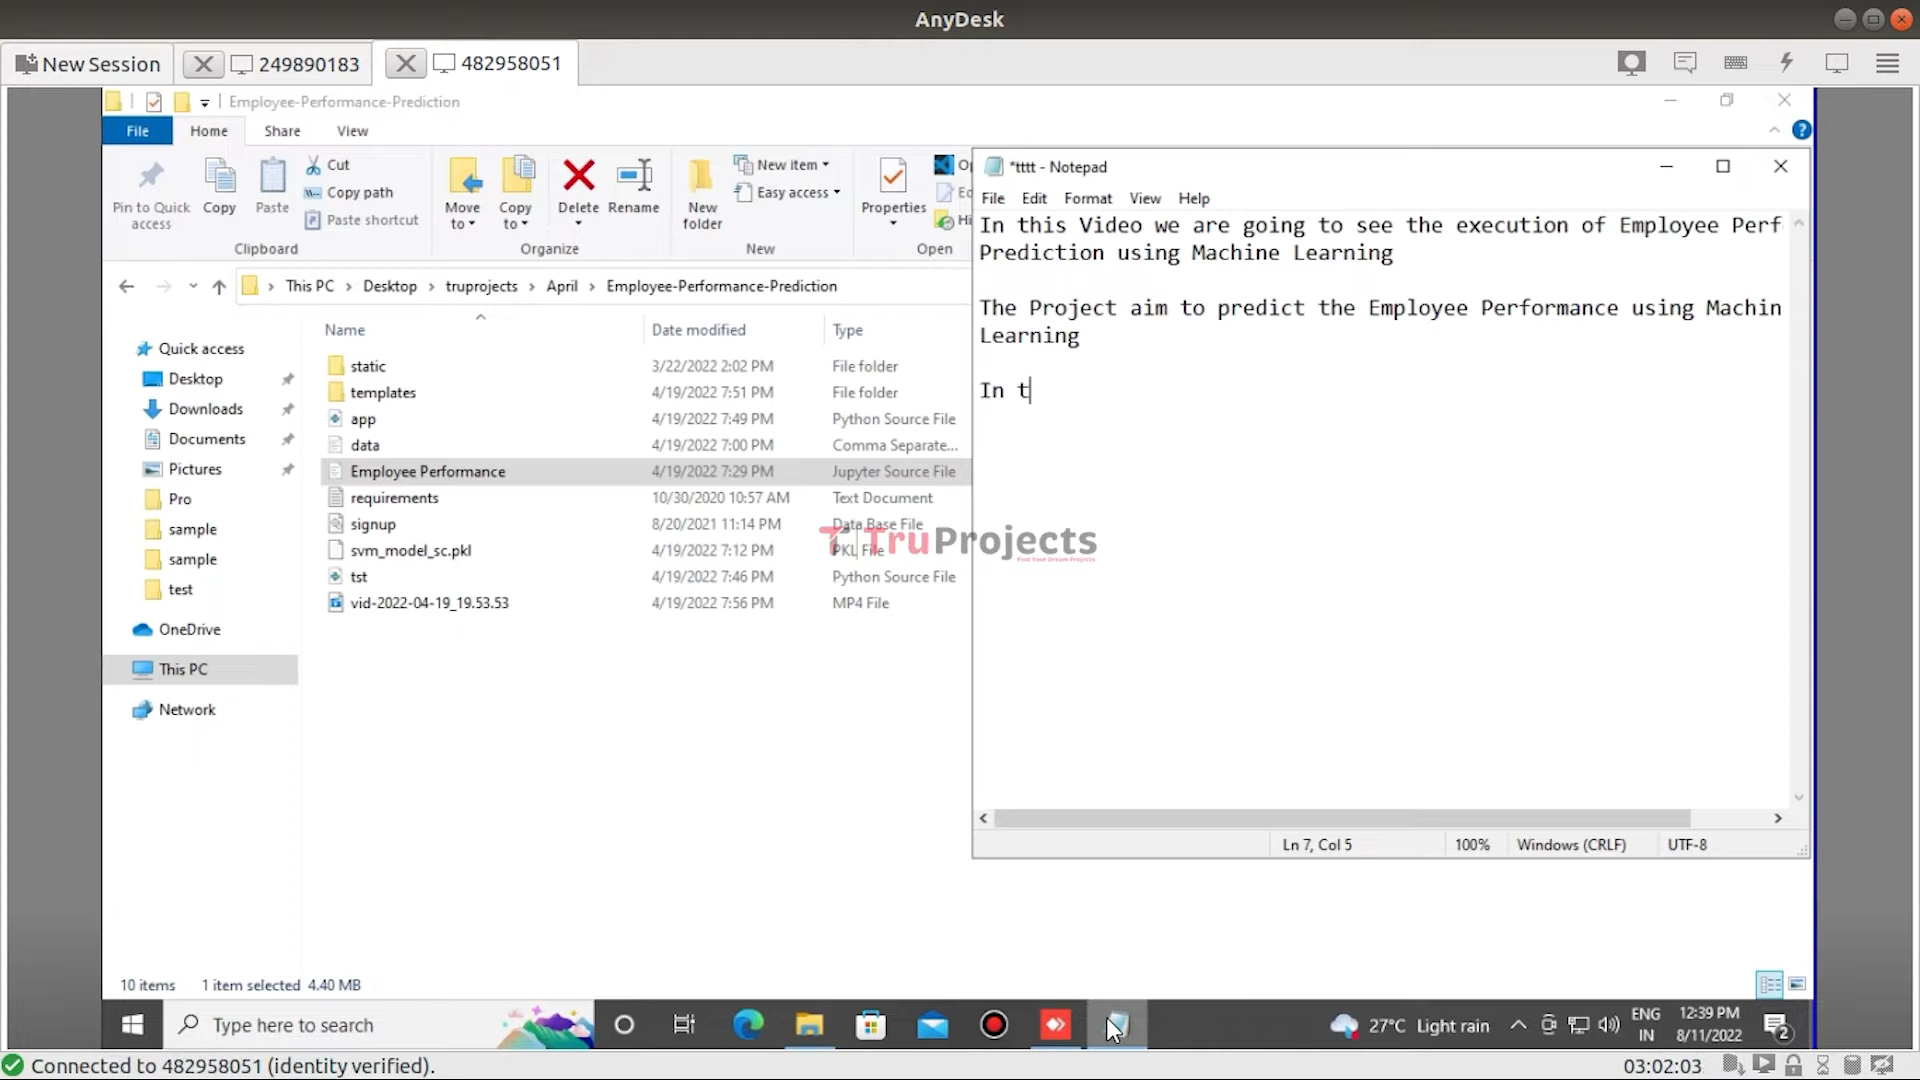 AnyDesk
New Session
249890183
482958051
Employee-Performance-Prediction
File Home Share View
Pin to Quick access
Copy
Paste
Cut
Copy path
Paste shortcut
Clipboard
Move to
Copy to
Delete
Rename
Organize
New folder
New item
Easy access
New
Properties
Open
This PC > Desktop > truprojects > April > Employee-Performance-Prediction
Name Date modified Type
static 3/22/2022 2:02 PM File folder
templates 4/19/2022 7:51 PM File folder
app 4/19/2022 7:49 PM Python Source File
data 4/19/2022 7:00 PM Comma Separate...
Employee Performance 4/19/2022 7:29 PM Jupyter Source File
requirements 10/30/2020 10:57 AM Text Document
signup 8/20/2021 11:14 PM Data Base File
svm_model_sc.pkl 4/19/2022 7:12 PM PKL File
tst 4/19/2022 7:46 PM Python Source File
vid-2022-04-19_19.53.53 4/19/2022 7:56 PM MP4 File
Quick access
Desktop
Downloads
Documents
Pictures
Pro
sample
sample
test
OneDrive
This PC
Network
TruProjects
Find Your Dream Projects
*tttt - Notepad
File Edit Format View Help
In this Video we are going to see the execution of Employee Perf
Prediction using Machine Learning
The Project aim to predict the Employee Performance using Machin
Learning
In t
Ln 7, Col 5 100% Windows (CRLF) UTF-8
10 items 1 item selected 4.40 MB
Type here to search
27°C Light rain
ENG
IN
12:39 PM
8/11/2022
2
Connected to 482958051 (identity verified).
03:02:03